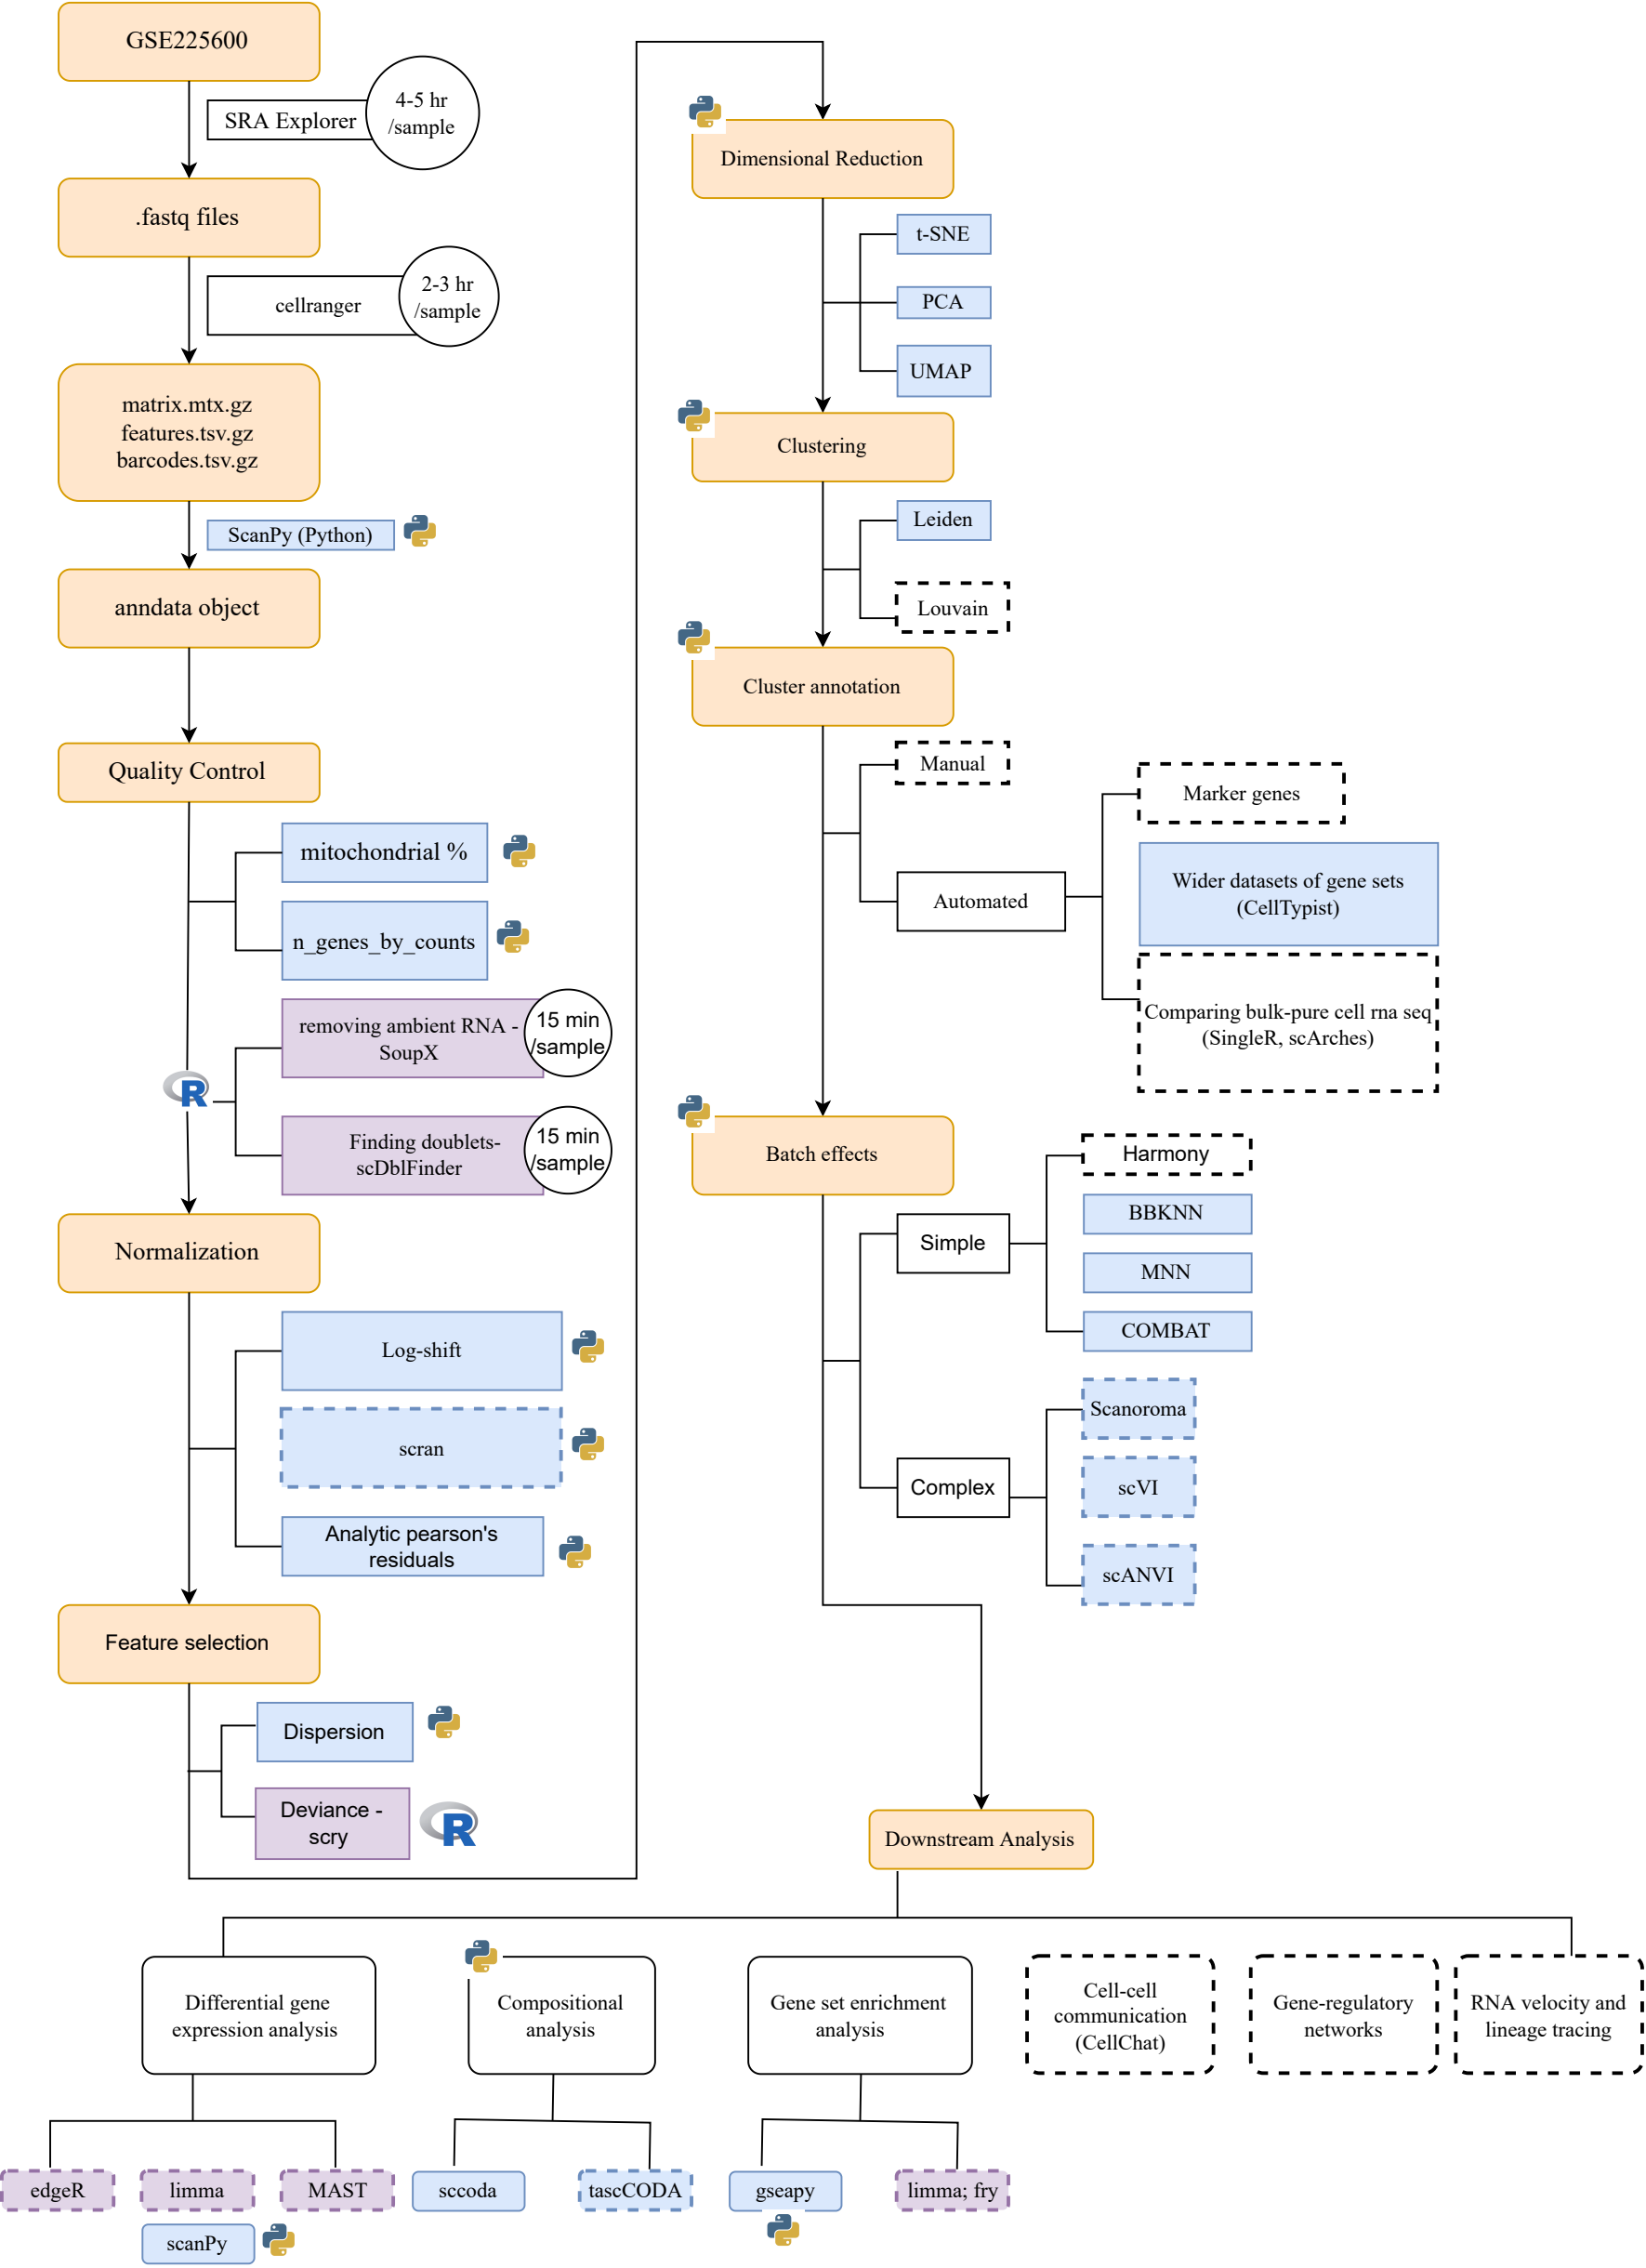 GSE225600
SRA Explorer
4-5 hr
/sample
.fastq files
cellranger
2-3 hr
/sample
matrix.mtx.gz
features.tsv.gz
barcodes.tsv.gz
ScanPy (Python)
anndata object
Quality Control
mitochondrial %
n_genes_by_counts
removing ambient RNA -
SoupX
15 min
/sample
R
Finding doublets-
scDblFinder
15 min
/sample
Normalization
Log-shift
scran
Analytic pearson's
residuals
Feature selection
Dispersion
Deviance -
scry
R
Dimensional Reduction
t-SNE
PCA
UMAP
Clustering
Leiden
Louvain
Cluster annotation
Manual
Automated
Marker genes
Wider datasets of gene sets
(CellTypist)
Comparing bulk-pure cell rna seq
(SingleR, scArches)
Batch effects
Simple
Harmony
BBKNN
MNN
COMBAT
Complex
Scanoroma
scVI
scANVI
Downstream Analysis
Differential gene
expression analysis
Compositional
analysis
Gene set enrichment
analysis
Cell-cell
communication
(CellChat)
Gene-regulatory
networks
RNA velocity and
lineage tracing
edgeR
limma
MAST
scanPy
sccoda
tascCODA
gseapy
limma; fry